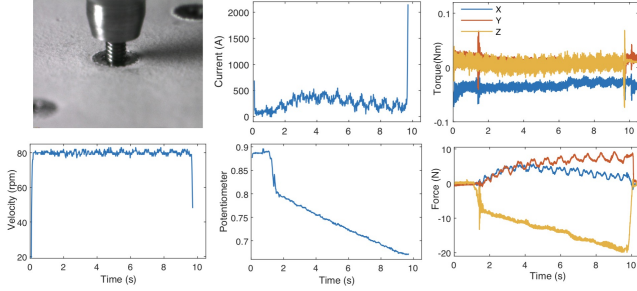 2000
1500
1000
500
0
Current (A)
0 2 4 6 8 10
Time (s)
0.1
0
-0.1
Torque(Nm)
X
Y
Z
0 2 4 6 8 10
80
60
40
20
Velocity (rpm)
0 2 4 6 8 10
Time (s)
0.9
0.85
0.8
0.75
0.7
Potentiometer
0 2 4 6 8 10
Time (s)
10
0
-10
-20
Force (N)
X
Y
Z
0 2 4 6 8 10
Time (s)